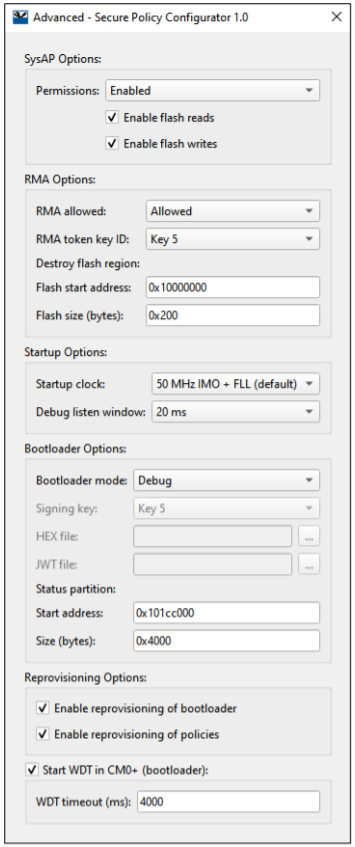 Advanced - Secure Policy Configurator 1.0
SysAP Options:
Permissions: Enabled
Enable flash reads
Enable flash writes
RMA Options:
RMA allowed: Allowed
RMA token key ID: Key 5
Destroy flash region:
Flash start address: 0x10000000
Flash size (bytes): 0x200
Startup Options:
Startup clock: 50 MHz IMO + FLL (default)
Debug listen window: 20 ms
Bootloader Options:
Bootloader mode: Debug
Signing key: Key 5
HEX file: ...
JWT file: ...
Status partition:
Start address: 0x101cc000
Size (bytes): 0x4000
Reprovisioning Options:
Enable reprovisioning of bootloader
Enable reprovisioning of policies
Start WDT in CM0+ (bootloader):
WDT timeout (ms): 4000